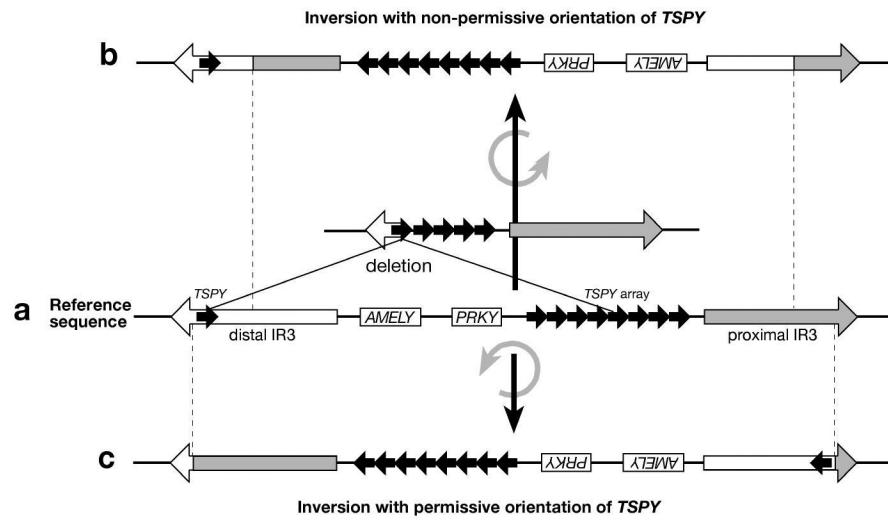 Inversion with non-permissive orientation of TSPY
b
PRKY
AMELY
deletion
TSPY
TSPY array
a
Reference
sequence
AMELY
PRKY
distal IR3
proximal IR3
c
PRKY
AMELY
Inversion with permissive orientation of TSPY